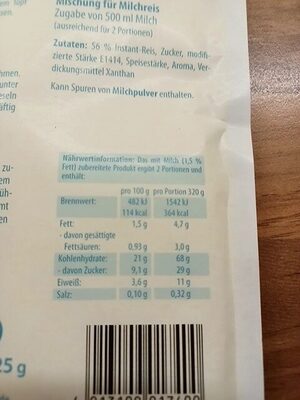 Mischung für Milchreis
Zugabe von 500 ml Milch
(ausreichend für 2 Portionen)
Zutaten: 56 % Instant-Reis, Zucker, modifi-
zierte Stärke E1414, Speisestärke, Aroma, Ver-
dickungsmittel Xanthan
Kann Spuren von Milchpulver enthalten.
Nährwertinformation: Das mit Milch (1,5 %
Fett) zubereitete Produkt ergibt 2 Portionen und
enthält:
pro 100 g pro Portion 320 g
Brennwert: 482 kJ 1542 kJ
114 kcal 364 kcal
Fett: 1,5 g 4,7 g
- davon gesättigte
Fettsäuren: 0,93 g 3,0 g
Kohlenhydrate: 21 g 68 g
- davon Zucker: 9,1 g 29 g
Eiweiß: 3,6 g 11 g
Salz: 0,10 g 0,32 g
25 g